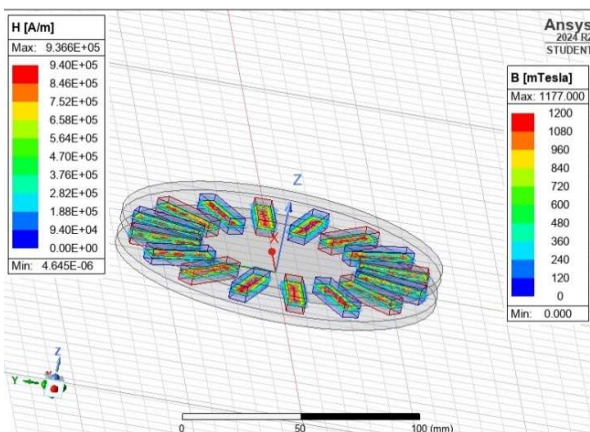 H [A/m]
Max: 9.366E+05
9.40E+05
8.46E+05
7.52E+05
6.58E+05
5.64E+05
4.70E+05
3.76E+05
2.82E+05
1.88E+05
9.40E+04
0.00E+00
Min: 4.645E-06
Ansys
2024 R2
STUDENT
B [mTesla]
Max: 1177.000
1200
1080
960
840
720
600
480
360
240
120
0
Min: 0.000
Z
X
Z
Y
0 50 100 (mm)